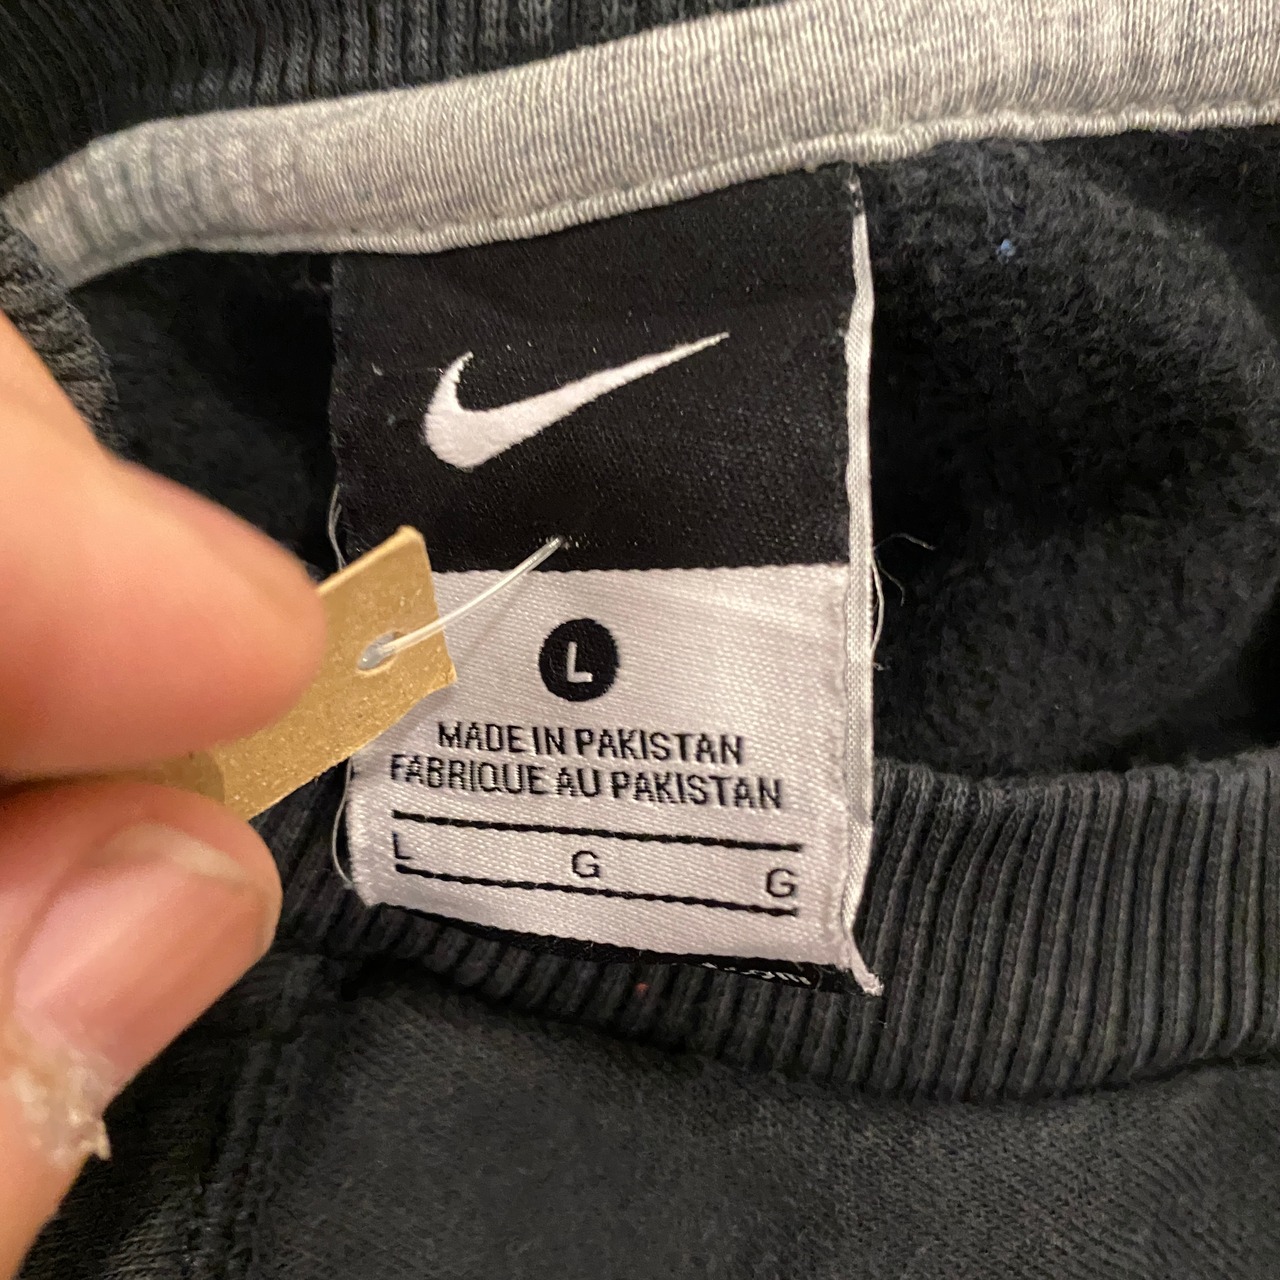 L
MADE IN PAKISTAN
FABRIQUE AU PAKISTAN
L G G